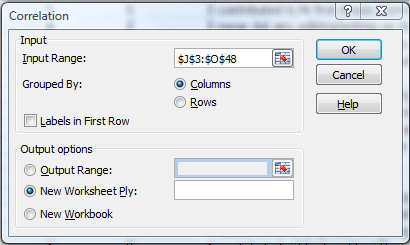 Correlation
Input
Input Range: $J$3:$O$48
OK
Cancel
Grouped By: Columns
Rows
Help
Labels in First Row
Output options
Output Range:
New Worksheet Ply:
New Workbook